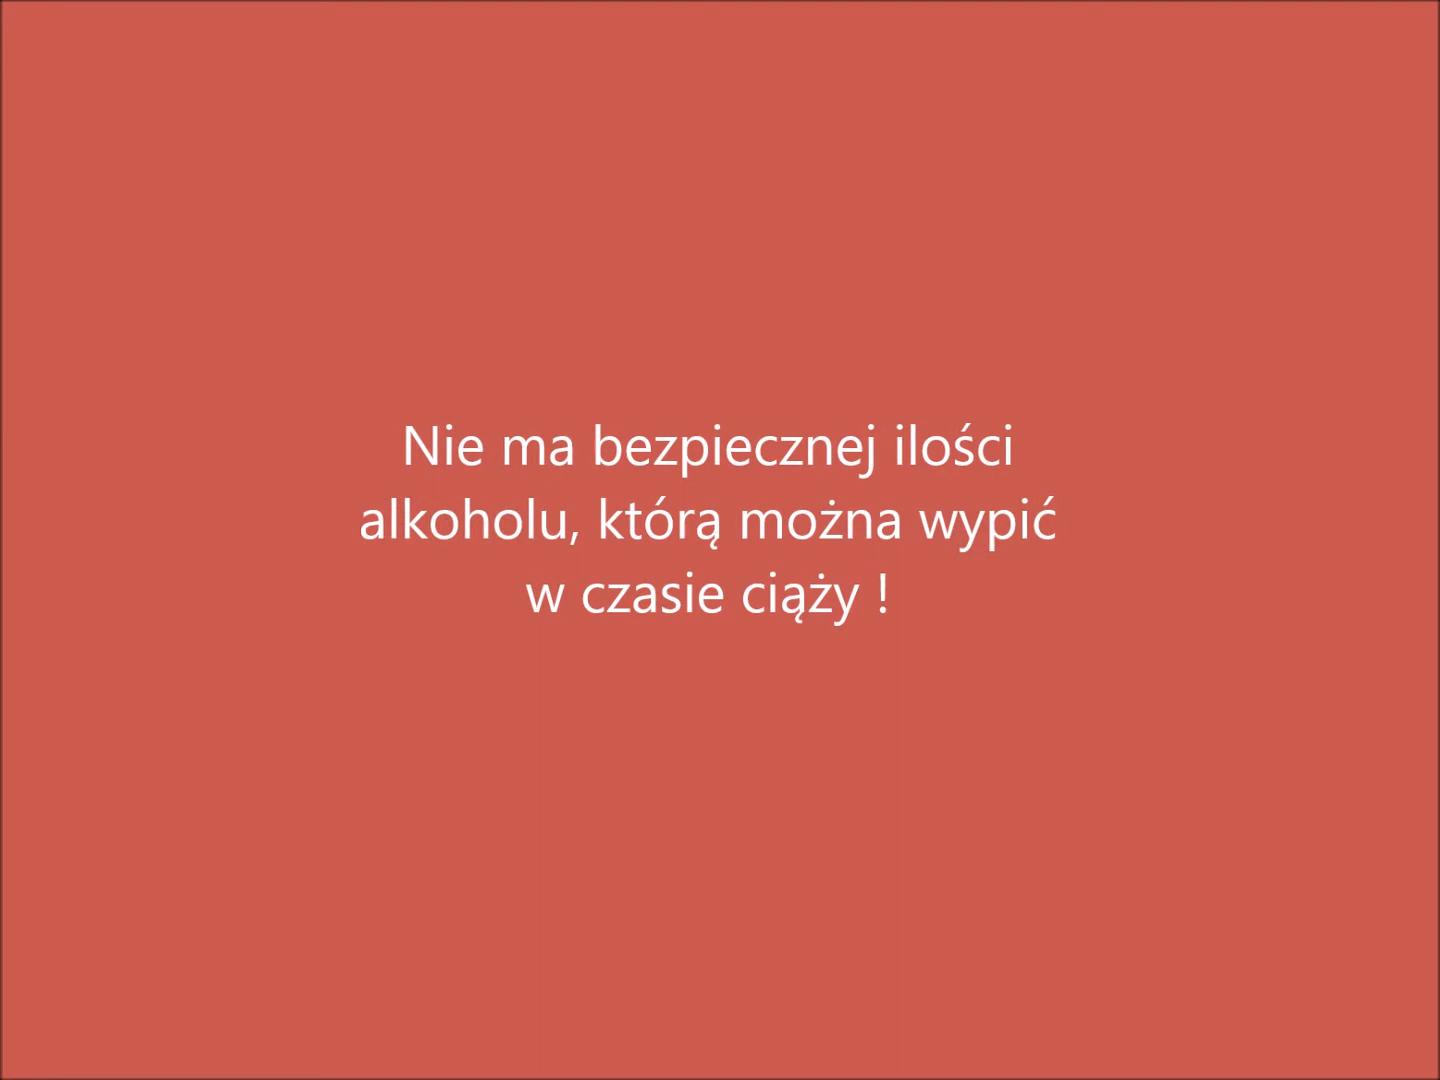 Nie ma bezpiecznej ilości
alkoholu, którą można wypić
w czasie ciąży !